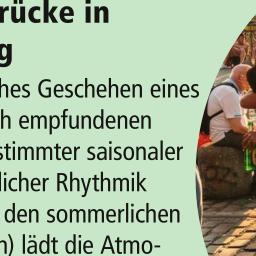 rücke in
g
hes Geschehen eines
h empfundenen
stimmter saisonaler
licher Rhythmik
den sommerlichen
n) lädt die Atmo-